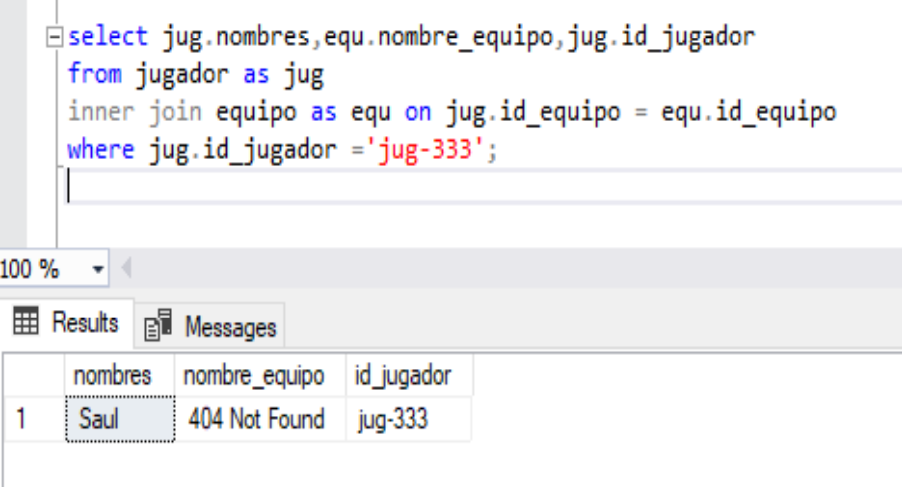 select jug.nombres,equ.nombre_equipo,jug.id_jugador
from jugador as jug
inner join equipo as equ on jug.id_equipo = equ.id_equipo
where jug.id_jugador ='jug-333';
100 %
Results Messages
nombres nombre_equipo id_jugador
1 Saul 404 Not Found jug-333